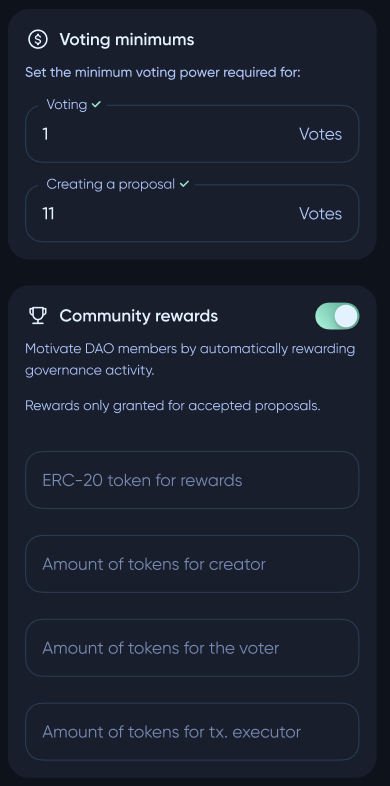 Voting minimums
Set the minimum voting power required for:
Voting
1 Votes
Creating a proposal
11 Votes
Community rewards
Motivate DAO members by automatically rewarding
governance activity.
Rewards only granted for accepted proposals.
ERC-20 token for rewards
Amount of tokens for creator
Amount of tokens for the voter
Amount of tokens for tx. executor